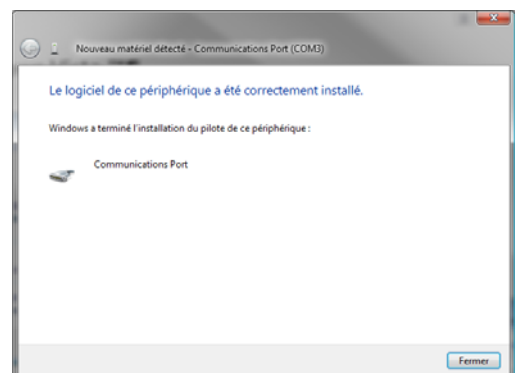 Nouveau matériel détecté - Communications Port (COM3)
Le logiciel de ce périphérique a été correctement installé.
Windows a terminé l'installation du pilote de ce périphérique :
Communications Port
Fermer